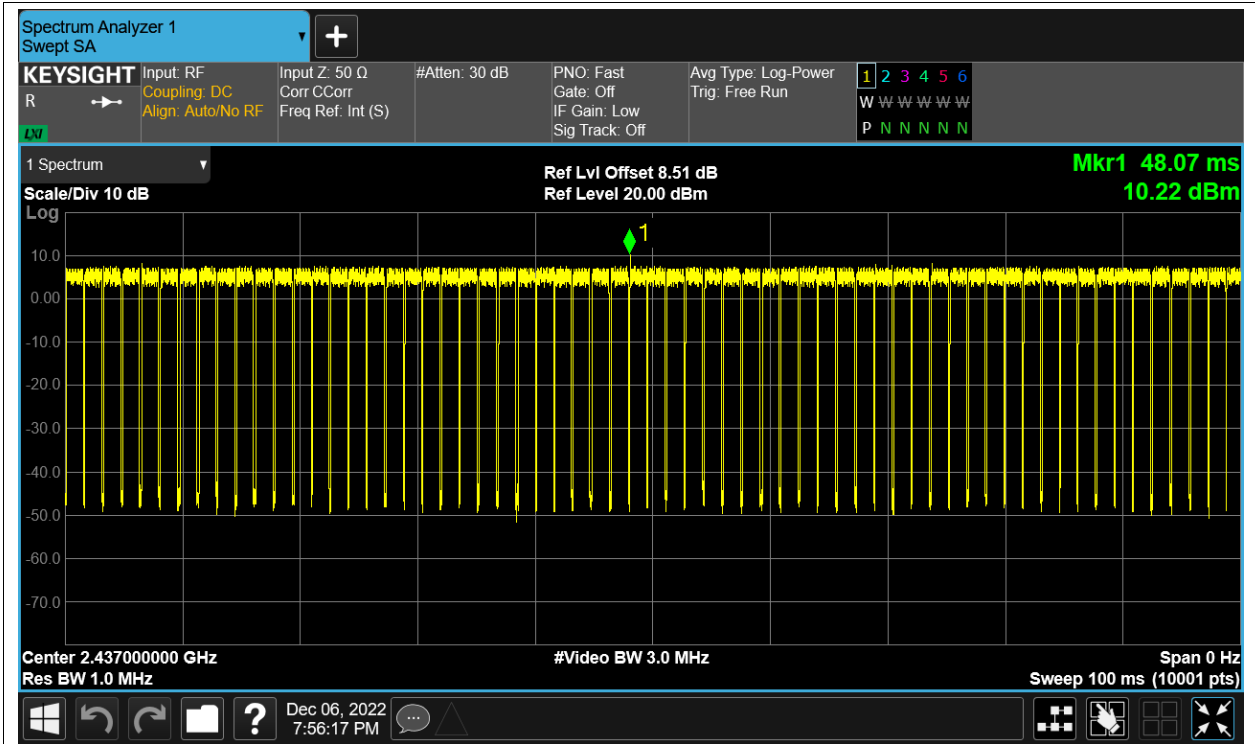 Spectrum Analyzer 1
Swept SA
KEYSIGHT
R
LXI
Input: RF
Coupling: DC
Align: Auto/No RF
Input Z: 50 Ω
Corr CCorr
Freq Ref: Int (S)
#Atten: 30 dB
PNO: Fast
Gate: Off
IF Gain: Low
Sig Track: Off
Avg Type: Log-Power
Trig: Free Run
1 2 3 4 5 6
W W W W W W
P N N N N N
1 Spectrum
Scale/Div 10 dB
Ref Lvl Offset 8.51 dB
Ref Level 20.00 dBm
Mkr1 48.07 ms
10.22 dBm
Log
1
10.0
0.00
-10.0
-20.0
-30.0
-40.0
-50.0
-60.0
-70.0
Center 2.437000000 GHz
#Video BW 3.0 MHz
Span 0 Hz
Res BW 1.0 MHz
Sweep 100 ms (10001 pts)
?
Dec 06, 2022
7:56:17 PM